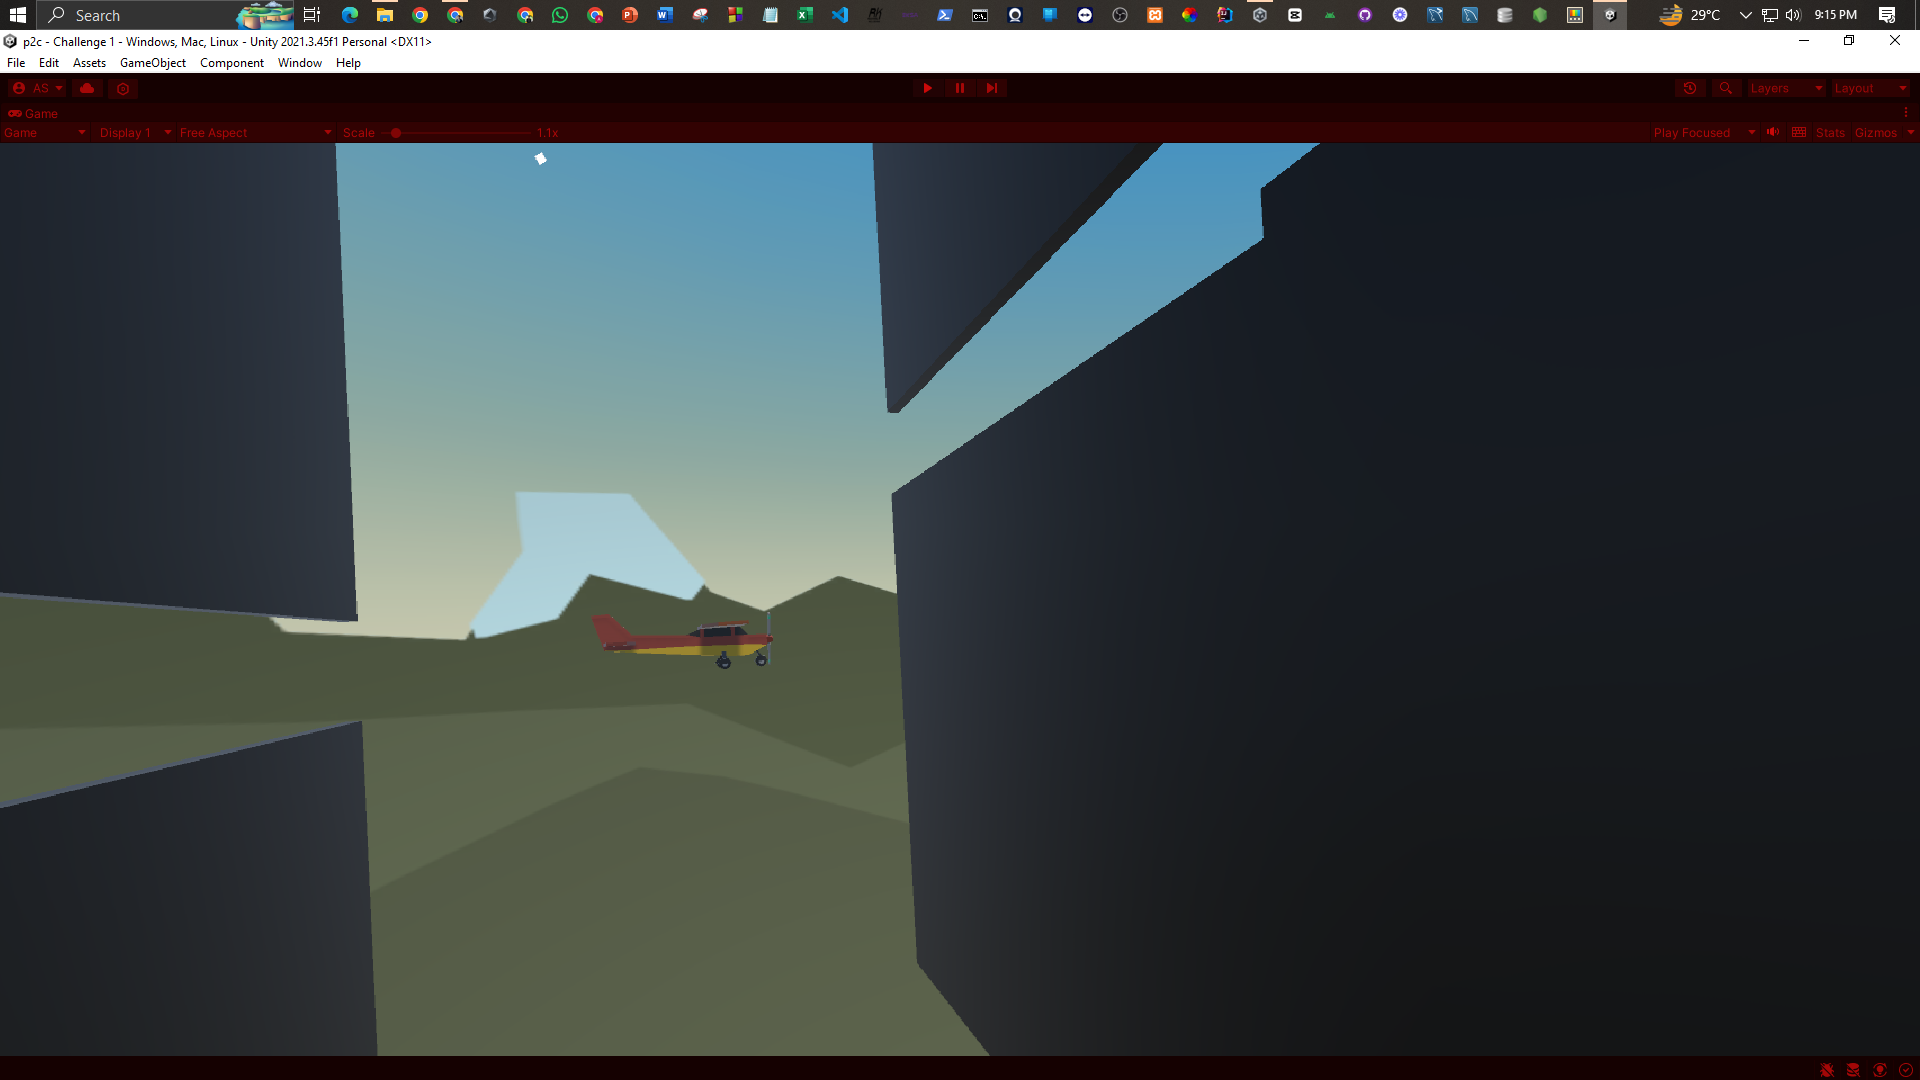 Search
29°C
9:15 PM
p2c - Challenge 1 - Windows, Mac, Linux - Unity 2021.3.45f1 Personal <DX11>
File Edit Assets GameObject Component Window Help
AS
Layers
Layout
Game
Game
Display 1
Free Aspect
Scale
1.1x
Play Focused
Stats
Gizmos